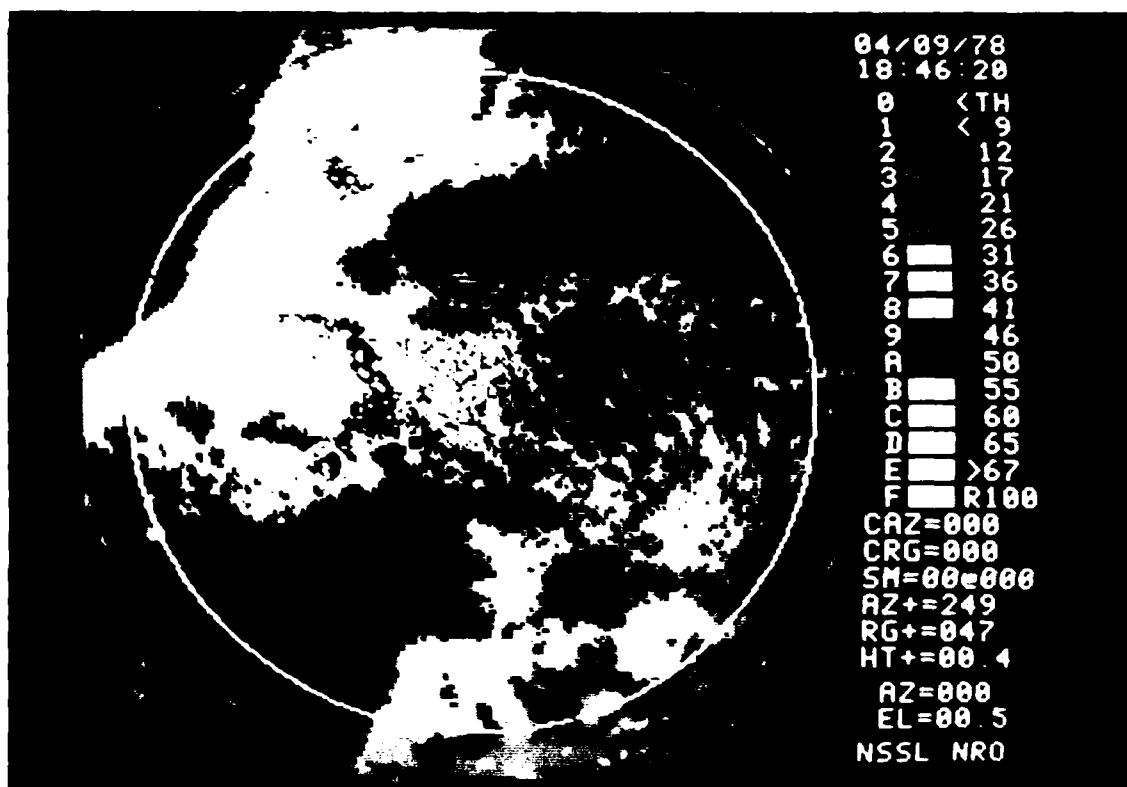 04/09/78
18:46:20
0 <TH
1 < 9
2 12
3 17
4 21
5 26
6 31
7 36
8 41
9 46
A 50
B 55
C 60
D 65
E >67
F R100
CAZ=000
CRG=000
SM=00@000
AZ+=249
RG+=047
HT+=00.4
AZ=000
EL=00.5
NSSL NRO